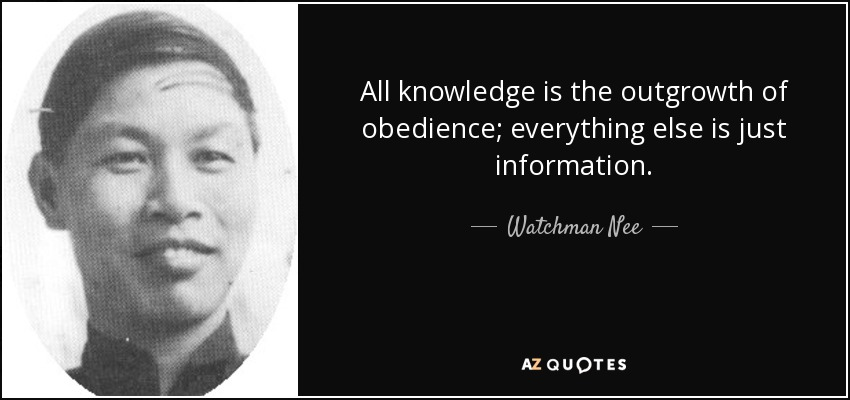 All knowledge is the outgrowth of
obedience; everything else is just
information.
Watchman Nee
AZ QUOTES